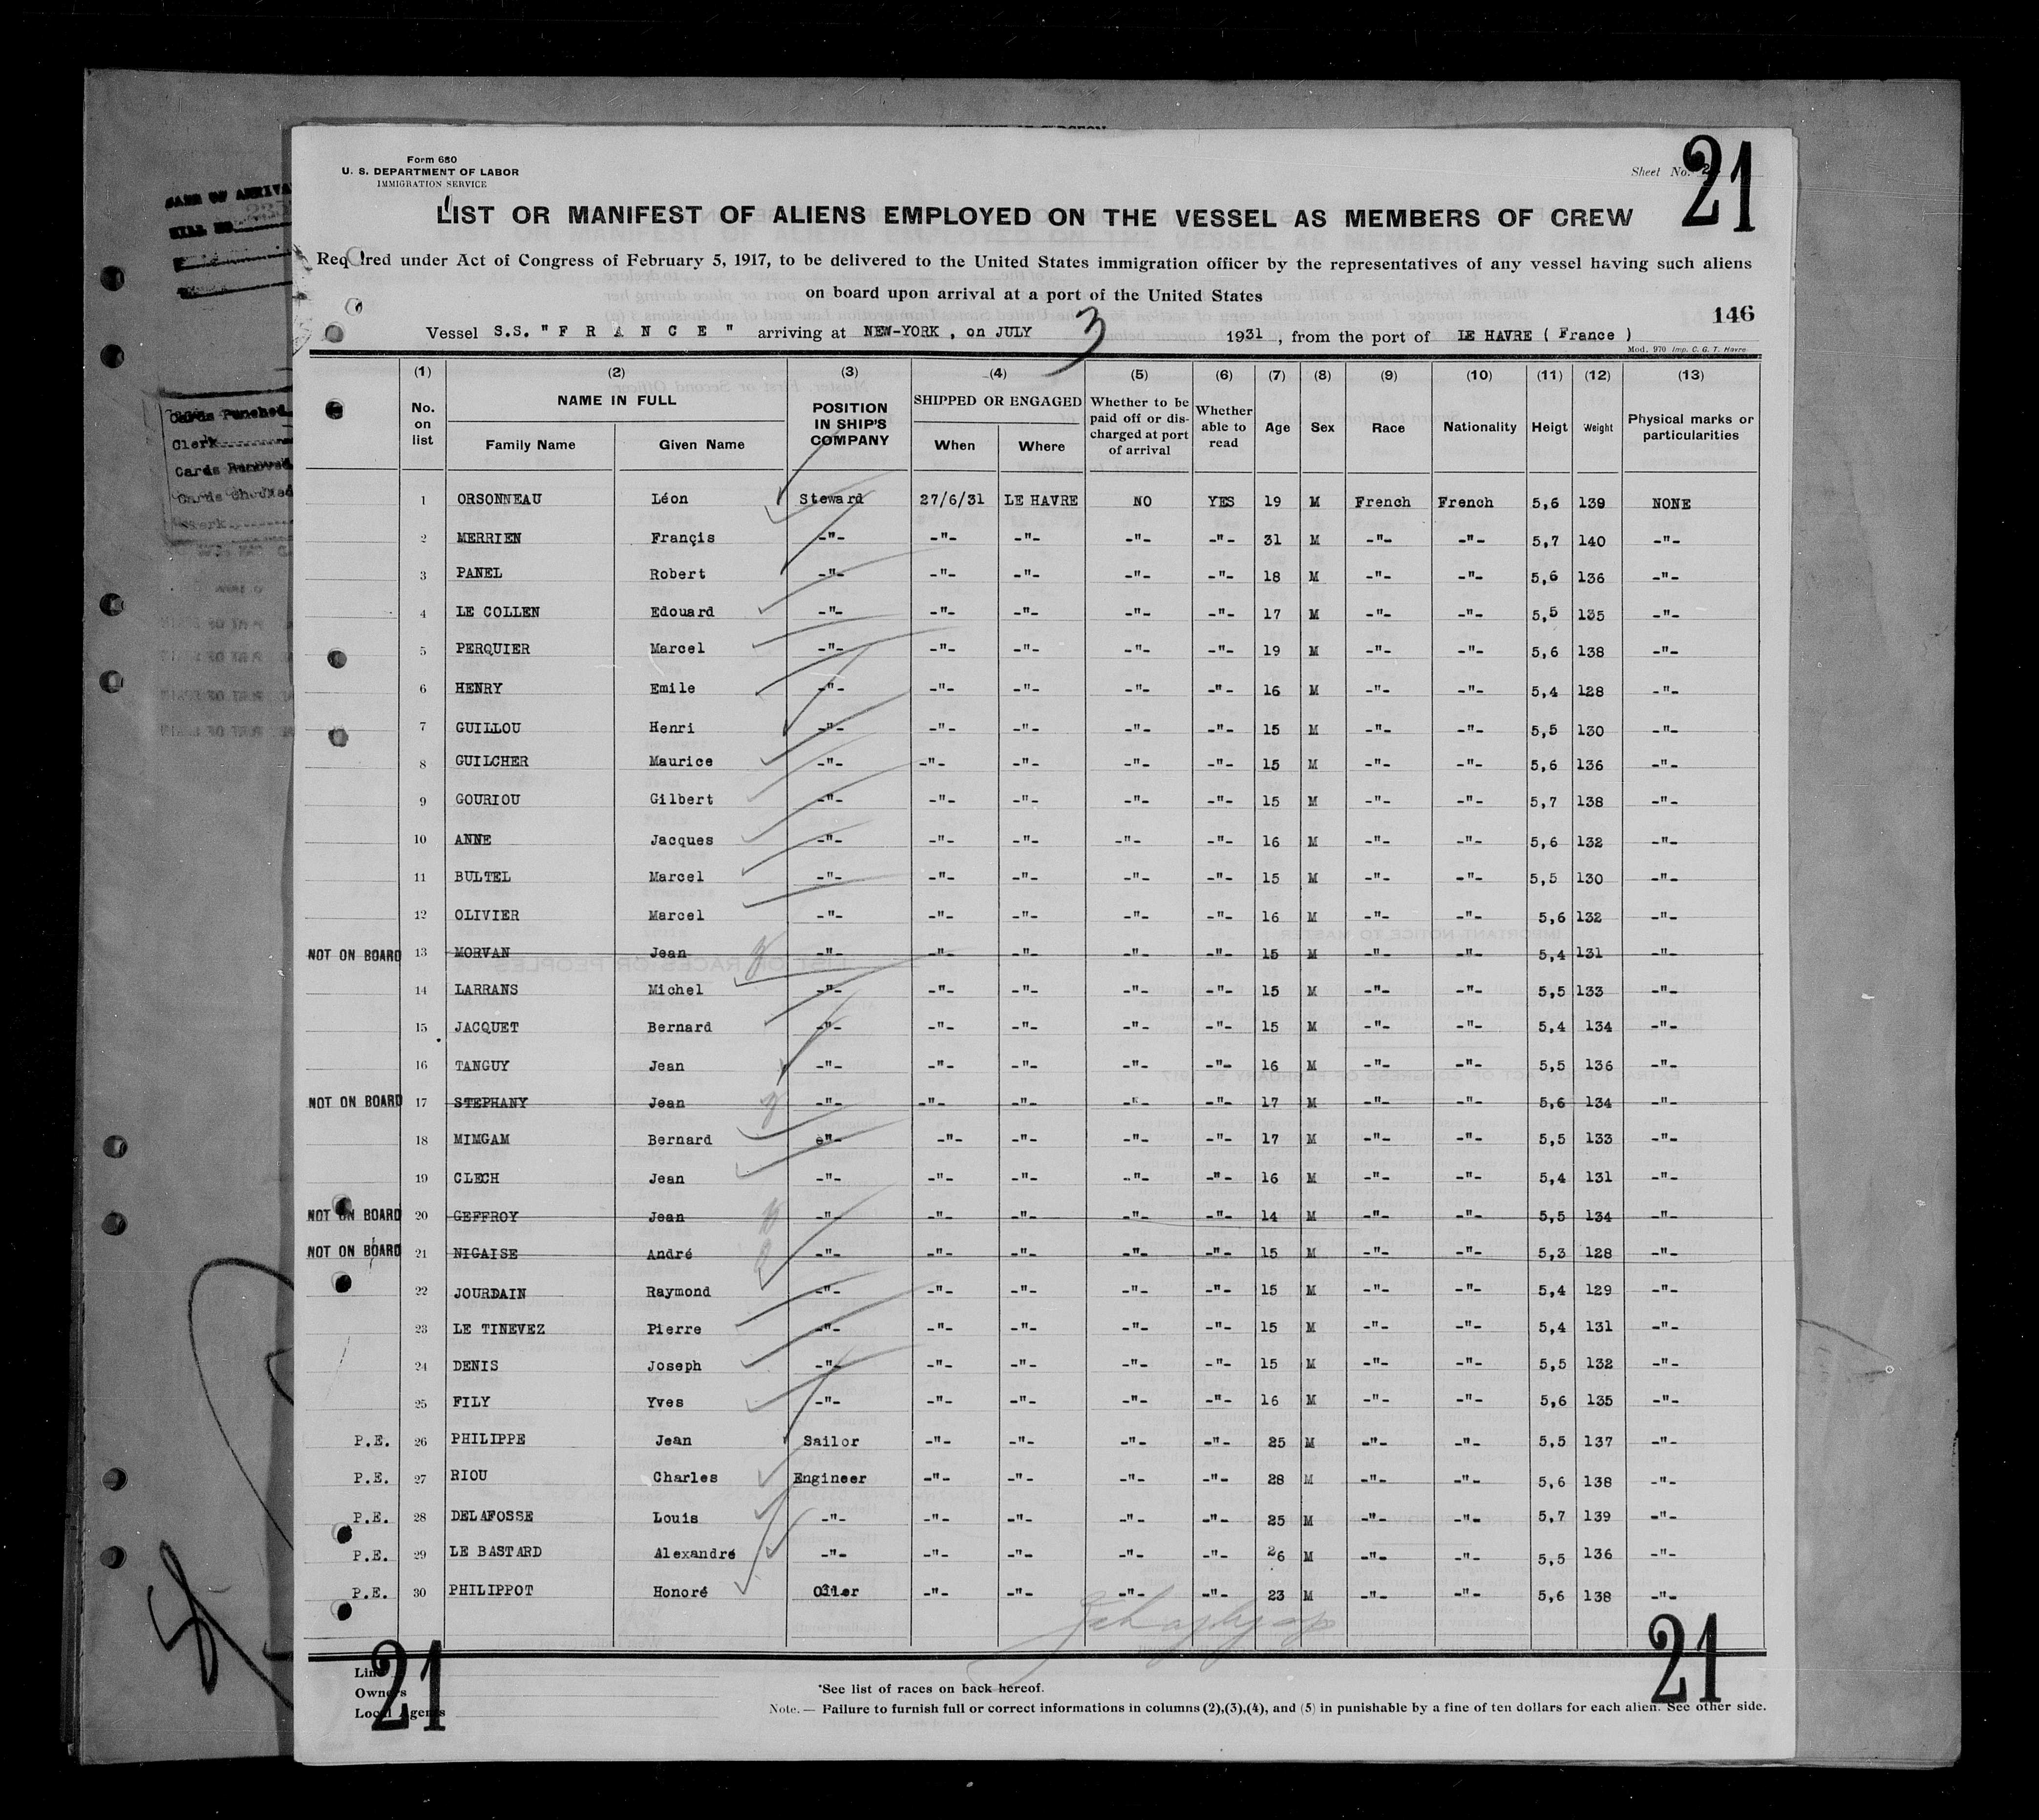 Form 680
U. S. DEPARTMENT OF LABOR
IMMIGRATION SERVICE
Sheet No.
21
LIST OR MANIFEST OF ALIENS EMPLOYED ON THE VESSEL AS MEMBERS OF CREW
Required under Act of Congress of February 5, 1917, to be delivered to the United States immigration officer by the representatives of any vessel having such aliens
on board upon arrival at a port of the United States
146
Vessel S.S. "F R A N C E" arriving at NEW-YORK, on JULY 3 1931, from the port of LE HAVRE ( France )
Mod. 970 Imp. C. G. T. Havre
(1) (2) (3) (4) (5) (6) (7) (8) (9) (10) (11) (12) (13)
No. on list NAME IN FULL Family Name Given Name POSITION IN SHIP'S COMPANY SHIPPED OR ENGAGED When Where Whether to be paid off or discharged at port of arrival Whether able to read Age Sex Race Nationality Heigt Weight Physical marks or particularities
1 ORSONNEAU Léon Steward 27/6/31 LE HAVRE NO YES 19 M French French 5,6 139 NONE
2 MERRIEN Françis -"- -"- -"- -"- -"- 31 M -"- -"- 5,7 140 -"-
3 PANEL Robert -"- -"- -"- -"- -"- 18 M -"- -"- 5,6 136 -"-
4 LE COLLEN Edouard -"- -"- -"- -"- -"- 17 M -"- -"- 5,5 135 -"-
5 PERQUIER Marcel -"- -"- -"- -"- -"- 19 M -"- -"- 5,6 138 -"-
6 HENRY Emile -"- -"- -"- -"- -"- 16 M -"- -"- 5,4 128 -"-
7 GUILLOU Henri -"- -"- -"- -"- -"- 15 M -"- -"- 5,5 130 -"-
8 GUILCHER Maurice -"- -"- -"- -"- -"- 15 M -"- -"- 5,6 136 -"-
9 GOURIOU Gilbert -"- -"- -"- -"- -"- 15 M -"- -"- 5,7 138 -"-
10 ANNE Jacques -"- -"- -"- -"- -"- 16 M -"- -"- 5,6 132 -"-
11 BULTEL Marcel -"- -"- -"- -"- -"- 15 M -"- -"- 5,5 130 -"-
12 OLIVIER Marcel -"- -"- -"- -"- -"- 16 M -"- -"- 5,6 132 -"-
NOT ON BOARD 13 MORVAN Jean -"- -"- -"- -"- -"- 15 M -"- -"- 5,4 131 -"-
14 LARRANS Michel -"- -"- -"- -"- -"- 15 M -"- -"- 5,5 133 -"-
15 JACQUET Bernard -"- -"- -"- -"- -"- 15 M -"- -"- 5,4 134 -"-
16 TANGUY Jean -"- -"- -"- -"- -"- 16 M -"- -"- 5,5 136 -"-
NOT ON BOARD 17 STEPHANY Jean -"- -"- -"- -"- -"- 17 M -"- -"- 5,6 134 -"-
18 MIMGAM Bernard -"- -"- -"- -"- -"- 17 M -"- -"- 5,5 133 -"-
19 CLECH Jean -"- -"- -"- -"- -"- 16 M -"- -"- 5,4 131 -"-
NOT ON BOARD 20 GEFFROY Jean -"- -"- -"- -"- -"- 14 M -"- -"- 5,5 134 -"-
NOT ON BOARD 21 NIGAISE André -"- -"- -"- -"- -"- 15 M -"- -"- 5,3 128 -"-
22 JOURDAIN Raymond -"- -"- -"- -"- -"- 15 M -"- -"- 5,4 129 -"-
23 LE TINEVEZ Pierre -"- -"- -"- -"- -"- 15 M -"- -"- 5,4 131 -"-
24 DENIS Joseph -"- -"- -"- -"- -"- 15 M -"- -"- 5,5 132 -"-
25 FILY Yves -"- -"- -"- -"- -"- 16 M -"- -"- 5,6 135 -"-
P.E. 26 PHILIPPE Jean Sailor -"- -"- -"- -"- 25 M -"- -"- 5,5 137 -"-
P.E. 27 RIOU Charles Engineer -"- -"- -"- -"- 28 M -"- -"- 5,6 138 -"-
P.E. 28 DELAFOSSE Louis -"- -"- -"- -"- -"- 25 M -"- -"- 5,7 139 -"-
P.E. 29 LE BASTARD Alexandré -"- -"- -"- -"- -"- 26 M -"- -"- 5,5 136 -"-
P.E. 30 PHILIPPOT Honoré Oiler -"- -"- -"- -"- 23 M -"- -"- 5,6 138 -"-
Line
Owners
Local Agents
21
21
*See list of races on back hereof.
Note. — Failure to furnish full or correct informations in columns (2),(3),(4), and (5) in punishable by a fine of ten dollars for each alien. See other side.
Cards Punched
Clerk
Cards Removed
Cards Checked
Clerk